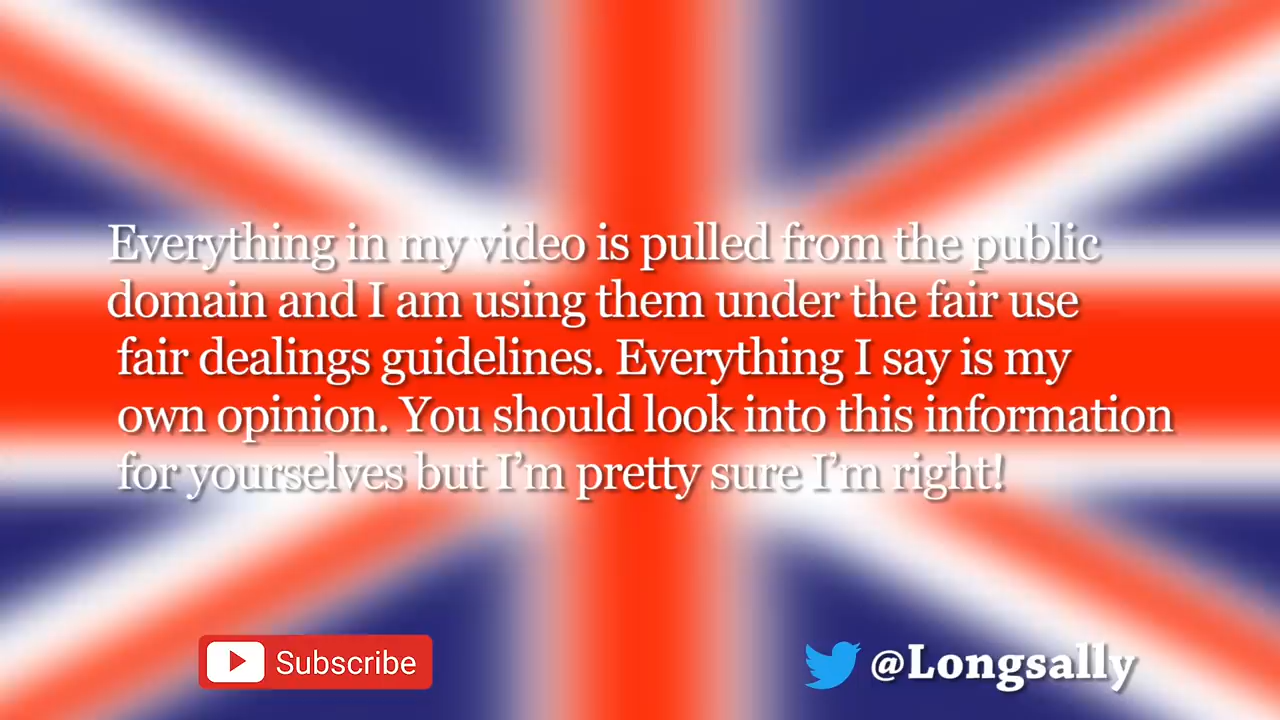 Everything in my video is pulled from the public
domain and I am using them under the fair use
fair dealings guidelines. Everything I say is my
own opinion. You should look into this information
for yourselves but I’m pretty sure I’m right!
Subscribe
@Longsally